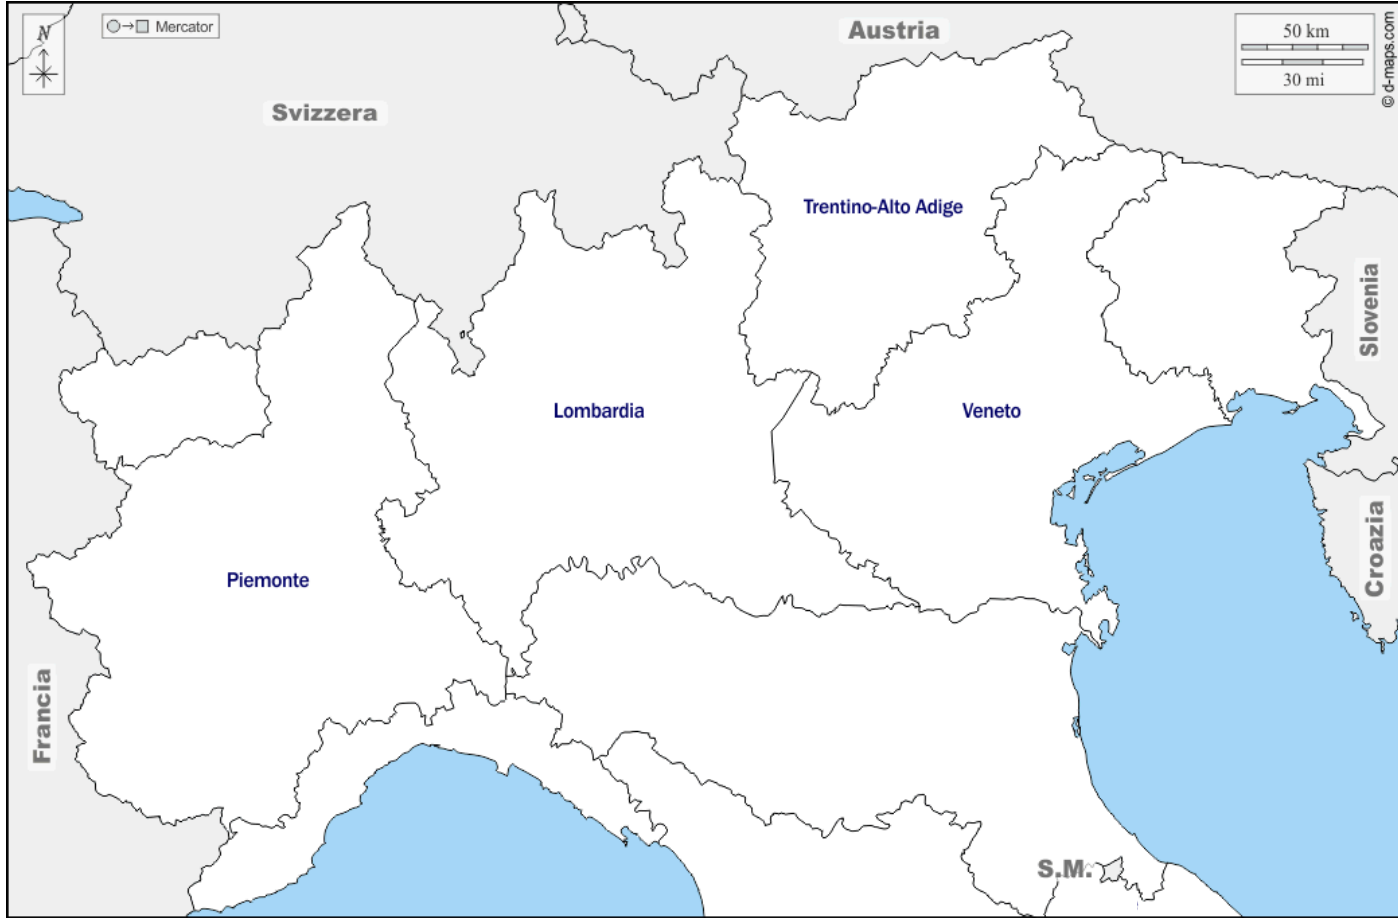 N
Mercator
Austria
50 km
30 mi
© d-maps.com
Svizzera
Trentino-Alto Adige
Slovenia
Lombardia
Veneto
Croazia
Piemonte
Francia
S.M.